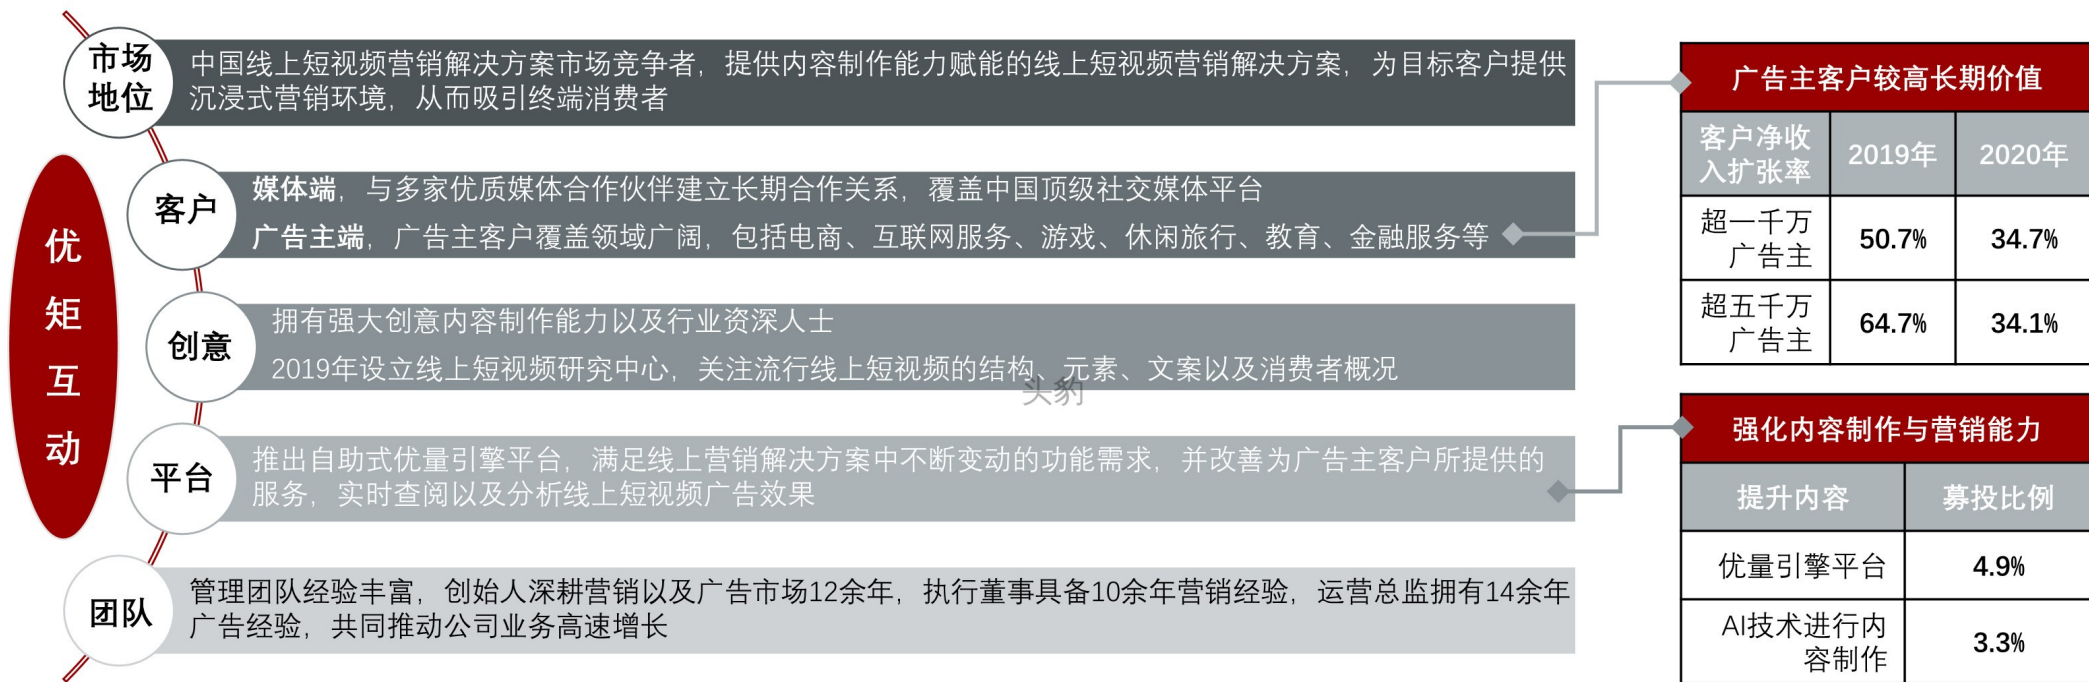 优
矩
互
动
市场
地位
中国线上短视频营销解决方案市场竞争者，提供内容制作能力赋能的线上短视频营销解决方案，为目标客户提供
沉浸式营销环境，从而吸引终端消费者
客户
媒体端，与多家优质媒体合作伙伴建立长期合作关系，覆盖中国顶级社交媒体平台
广告主端，广告主客户覆盖领域广阔，包括电商、互联网服务、游戏、休闲旅行、教育、金融服务等
创意
拥有强大创意内容制作能力以及行业资深人士
2019年设立线上短视频研究中心，关注流行线上短视频的结构、元素、文案以及消费者概况
头豹
平台
推出自助式优量引擎平台，满足线上营销解决方案中不断变动的功能需求，并改善为广告主客户所提供的
服务，实时查阅以及分析线上短视频广告效果
团队
管理团队经验丰富，创始人深耕营销以及广告市场12余年，执行董事具备10余年营销经验，运营总监拥有14余年
广告经验，共同推动公司业务高速增长
广告主客户较高长期价值
客户净收
入扩张率
2019年
2020年
超一千万
广告主
50.7%
34.7%
超五千万
广告主
64.7%
34.1%
强化内容制作与营销能力
提升内容
募投比例
优量引擎平台
4.9%
AI技术进行内
容制作
3.3%